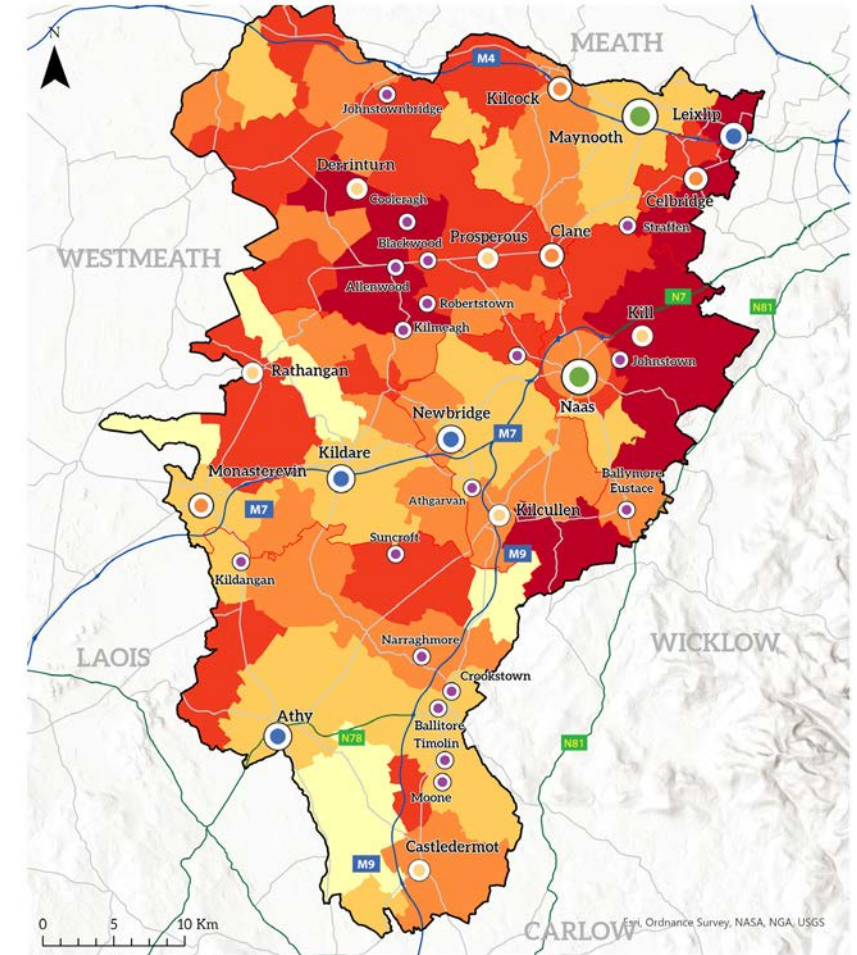 N
MEATH
M4
Kilcock
Johnstownbridge
Maynooth
Leixlip
Derrinturn
Celbridge
Cooleragh
Straffen
Blackwood
Prosperous
Clane
WESTMEATH
Allenwood
N7
N81
Robertstown
Kill
Kilmeagh
Johnstown
Rathangan
Naas
Newbridge
M7
Kildare
Monasterevin
Ballymore
Eustace
Athgarvan
M7
Kilcullen
Suncroft
M9
Kildangan
Narraghmore
WICKLOW
LAOIS
Crookstown
Athy
Ballitore
N78
Timolin
N81
Moone
Castledermot
M9
0 5 10 Km
CARLOW
Esri, Ordnance Survey, NASA, NGA, USGS